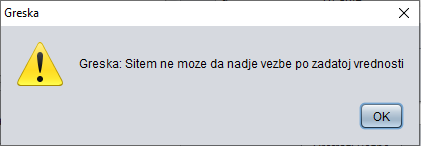 Greska
Greska: Sitem ne moze da nadje vezbe po zadatoj vrednosti
OK